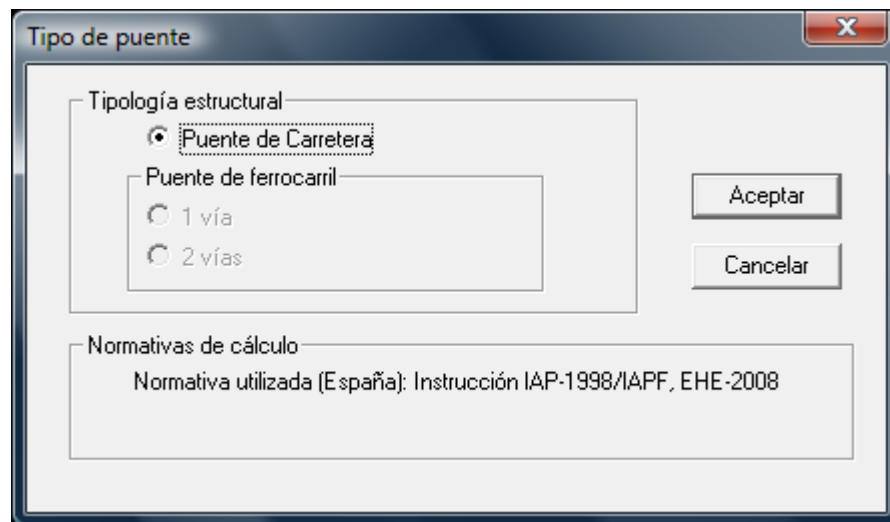 Tipo de puente
Tipología estructural
Puente de Carretera
Puente de ferrocarril
1 vía
2 vías
Aceptar
Cancelar
Normativas de cálculo
Normativa utilizada (España): Instrucción IAP-1998/IAPF, EHE-2008